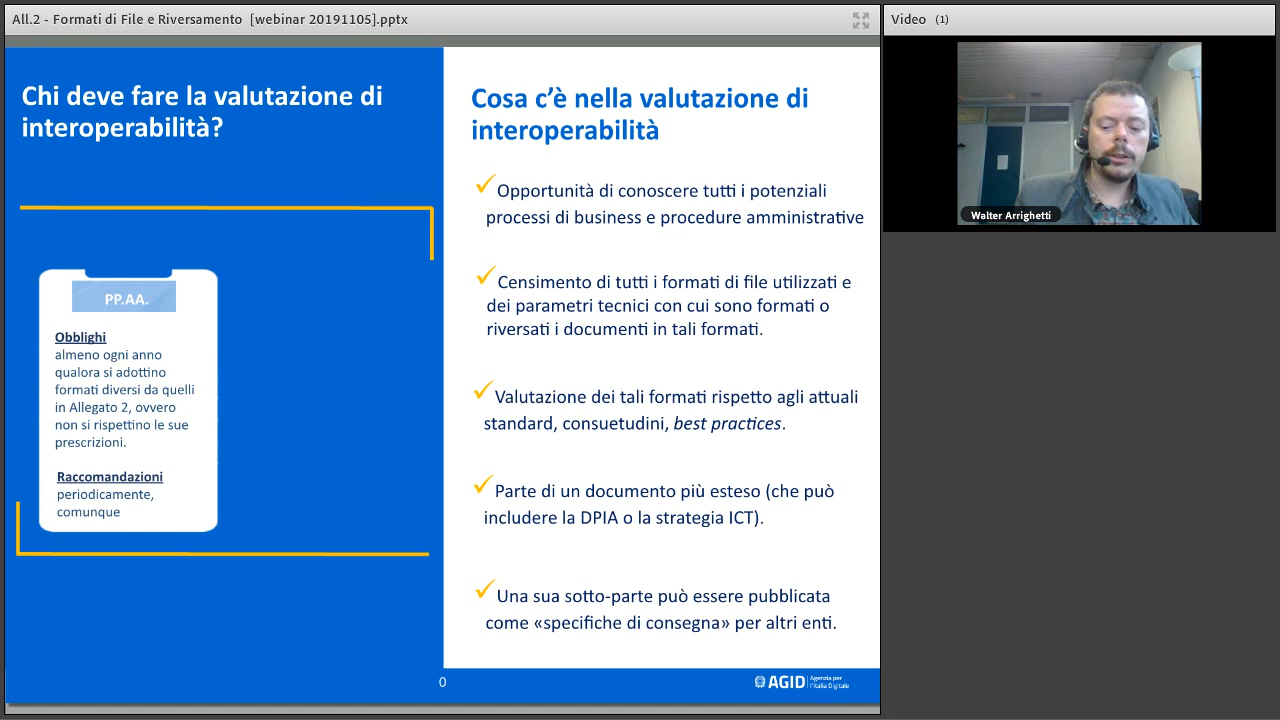 All.2 - Formati di File e Riversamento [webinar 20191105].pptx
Video (1)
Walter Arrighetti
Chi deve fare la valutazione di
interoperabilità?
PP.AA.
Obblighi
almeno ogni anno
qualora si adottino
formati diversi da quelli
in Allegato 2, ovvero
non si rispettino le sue
prescrizioni.
Raccomandazioni
periodicamente,
comunque
Cosa c'è nella valutazione di
interoperabilità
✓Opportunità di conoscere tutti i potenziali
processi di business e procedure amministrative
✓Censimento di tutti i formati di file utilizzati e
dei parametri tecnici con cui sono formati o
riversati i documenti in tali formati.
✓Valutazione dei tali formati rispetto agli attuali
standard, consuetudini, best practices.
✓Parte di un documento più esteso (che può
includere la DPIA o la strategia ICT).
✓Una sua sotto-parte può essere pubblicata
come «specifiche di consegna» per altri enti.
0
AGID Agenzia per
l'Italia Digitale